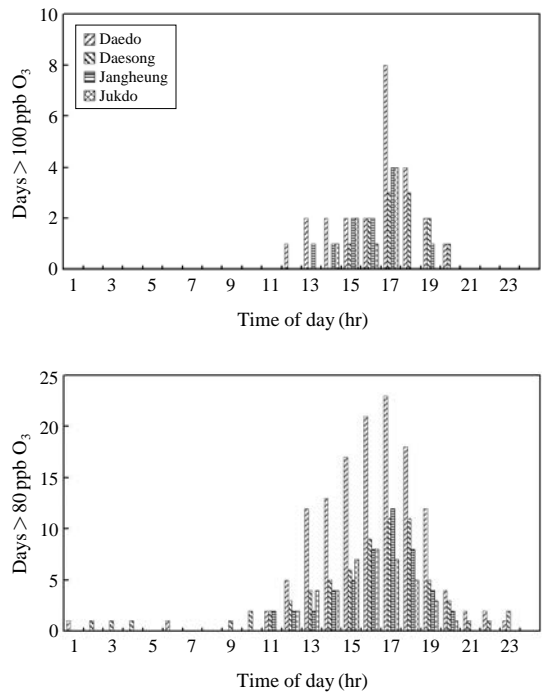 Days > 100 ppb O₃
10
8
6
4
2
0
Daedo
Daesong
Jangheung
Jukdo
1 3 5 7 9 11 13 15 17 19 21 23
Time of day (hr)
Days > 80 ppb O₃
25
20
15
10
5
0
1 3 5 7 9 11 13 15 17 19 21 23
Time of day (hr)